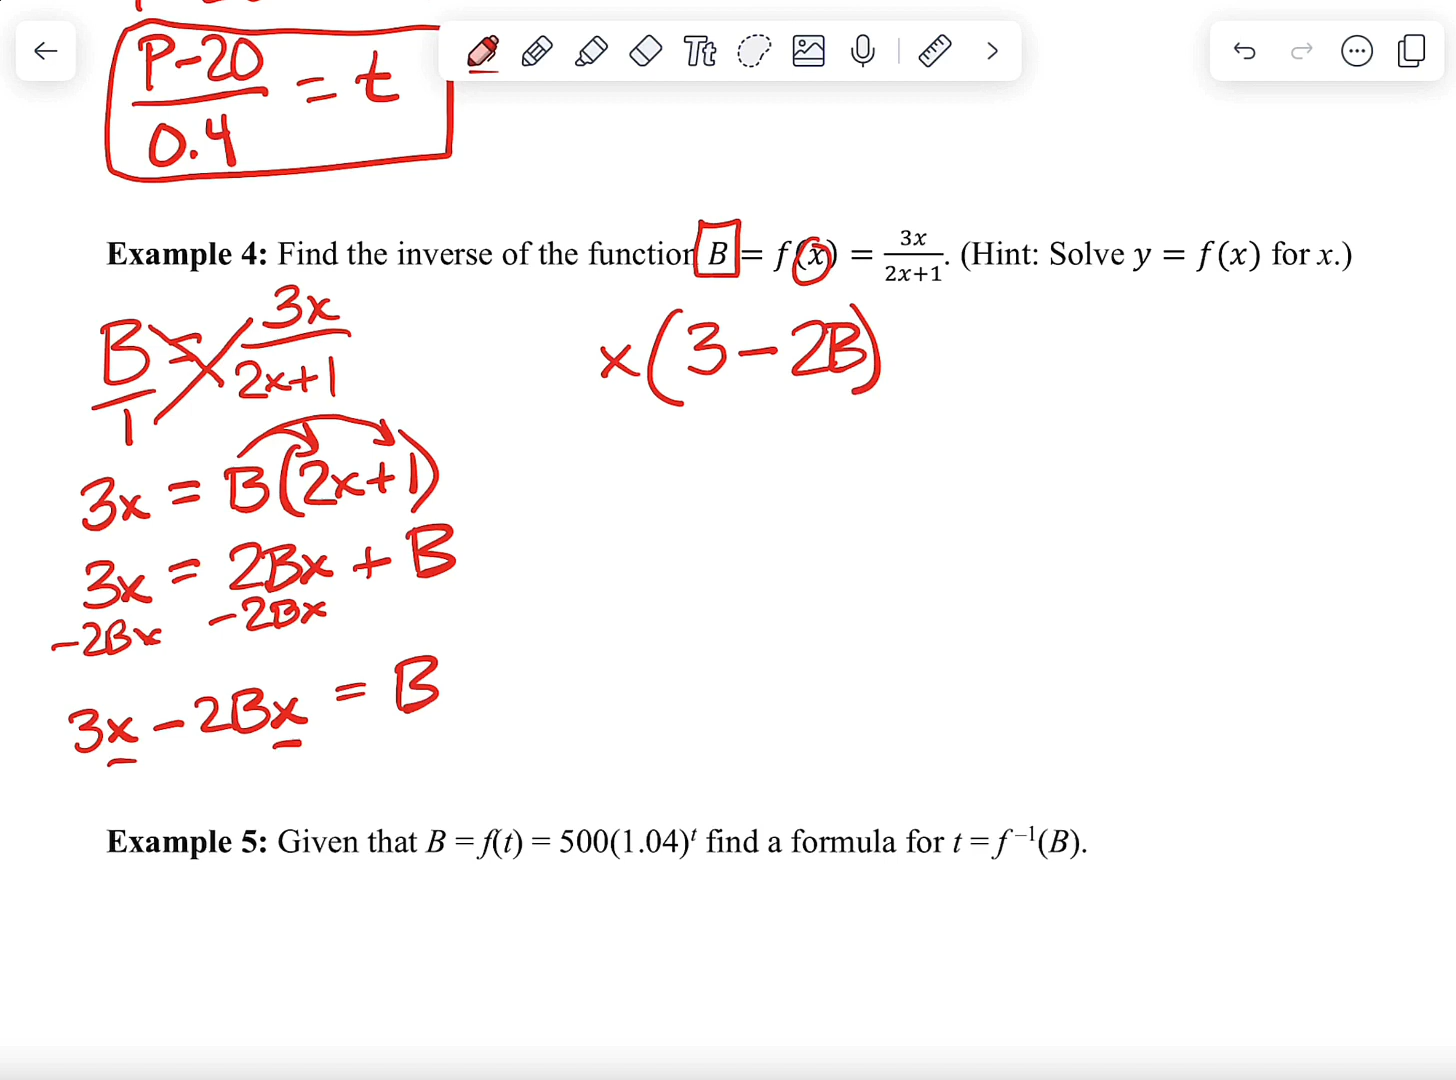 P-20
0.4
= t
Tt
Example 4: Find the inverse of the function B = f(x) = 3x/2x+1. (Hint: Solve y = f(x) for x.)
B/1 = 3x/2x+1
3x = B(2x+1)
3x = 2Bx + B
-2Bx -2Bx
3x - 2Bx = B
x(3-2B)
Example 5: Given that B = f(t) = 500(1.04)ᵗ find a formula for t = f⁻¹(B).